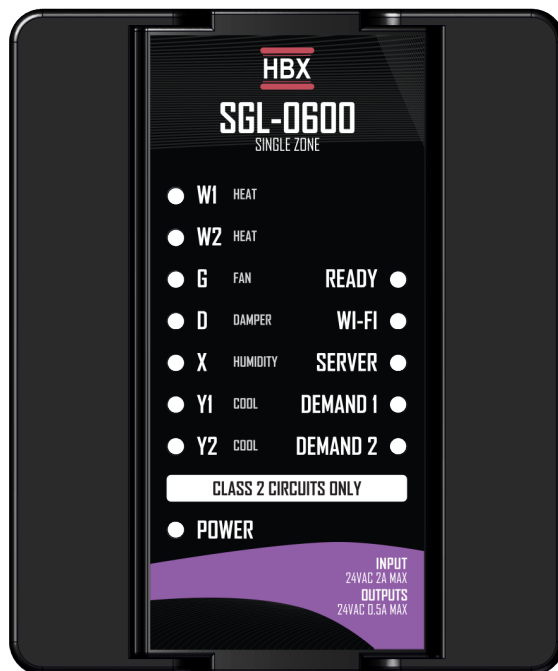 HBX
SGL-0600
SINGLE ZONE
W1 HEAT
W2 HEAT
G FAN READY
D DAMPER WI-FI
X HUMIDITY SERVER
Y1 COOL DEMAND 1
Y2 COOL DEMAND 2
CLASS 2 CIRCUITS ONLY
POWER
INPUT
24VAC 2A MAX
OUTPUTS
24VAC 0.5A MAX